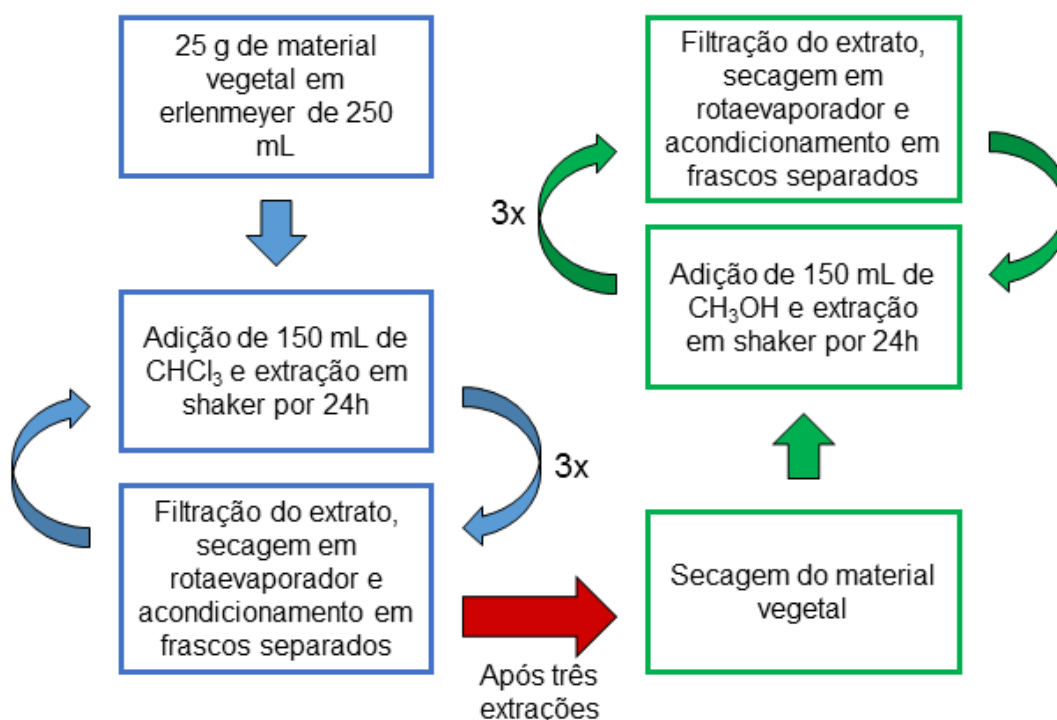 25 g de material
vegetal em
erlenmeyer de 250
mL
Adição de 150 mL de
CHCl₃ e extração em
shaker por 24h
3x
Filtração do extrato,
secagem em
rotaevaporador e
acondicionamento em
frascos separados
Após três
extrações
Secagem do material
vegetal
Adição de 150 mL de
CH₃OH e extração
em shaker por 24h
3x
Filtração do extrato,
secagem em
rotaevaporador e
acondicionamento em
frascos separados